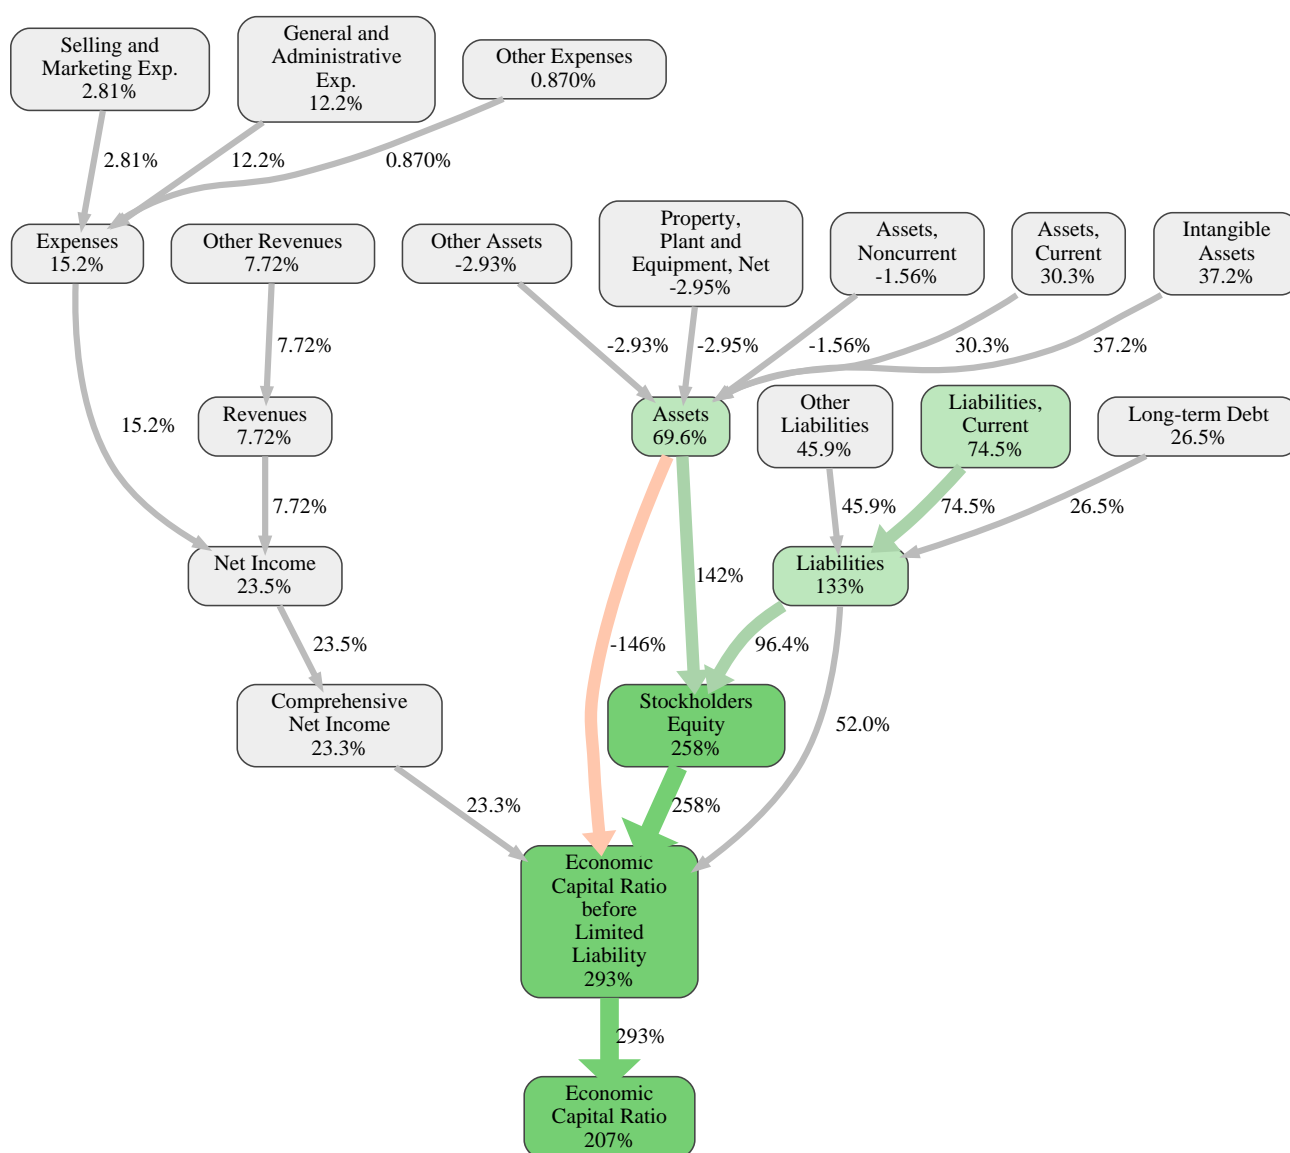 Selling and
Marketing Exp.
2.81%
General and
Administrative
Exp.
12.2%
Other Expenses
0.870%
2.81%
12.2%
0.870%
Expenses
15.2%
Other Revenues
7.72%
Other Assets
-2.93%
Property,
Plant and
Equipment, Net
-2.95%
Assets,
Noncurrent
-1.56%
Assets,
Current
30.3%
Intangible
Assets
37.2%
7.72%
-2.93%
-2.95%
-1.56%
30.3%
37.2%
15.2%
Revenues
7.72%
Assets
69.6%
Other
Liabilities
45.9%
Liabilities,
Current
74.5%
Long-term Debt
26.5%
7.72%
45.9%
74.5%
26.5%
Net Income
23.5%
142%
Liabilities
133%
23.5%
-146%
96.4%
Comprehensive
Net Income
23.3%
Stockholders
Equity
258%
52.0%
23.3%
258%
Economic
Capital Ratio
before
Limited
Liability
293%
293%
Economic
Capital Ratio
207%